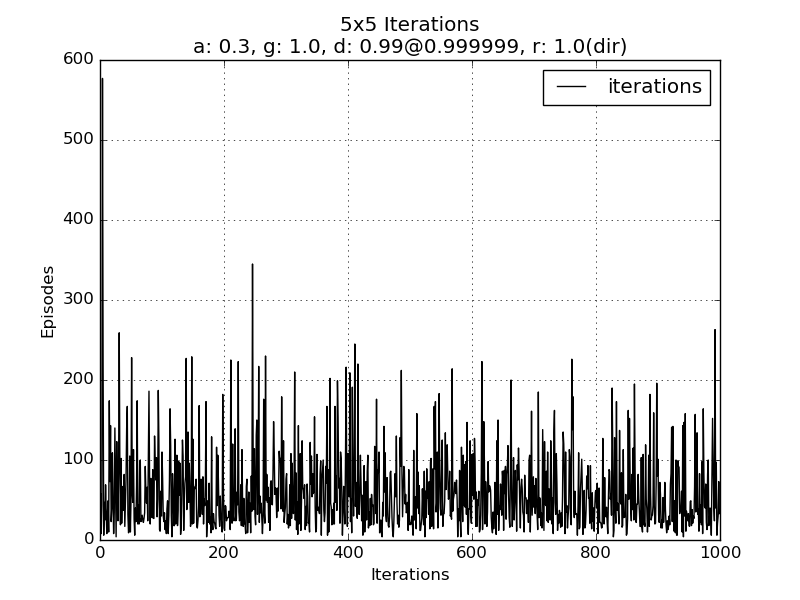 5x5 Iterations
a: 0.3, g: 1.0, d: 0.99@0.999999, r: 1.0(dir)
iterations
600
500
400
300
200
100
0
Episodes
0 200 400 600 800 1000
Iterations